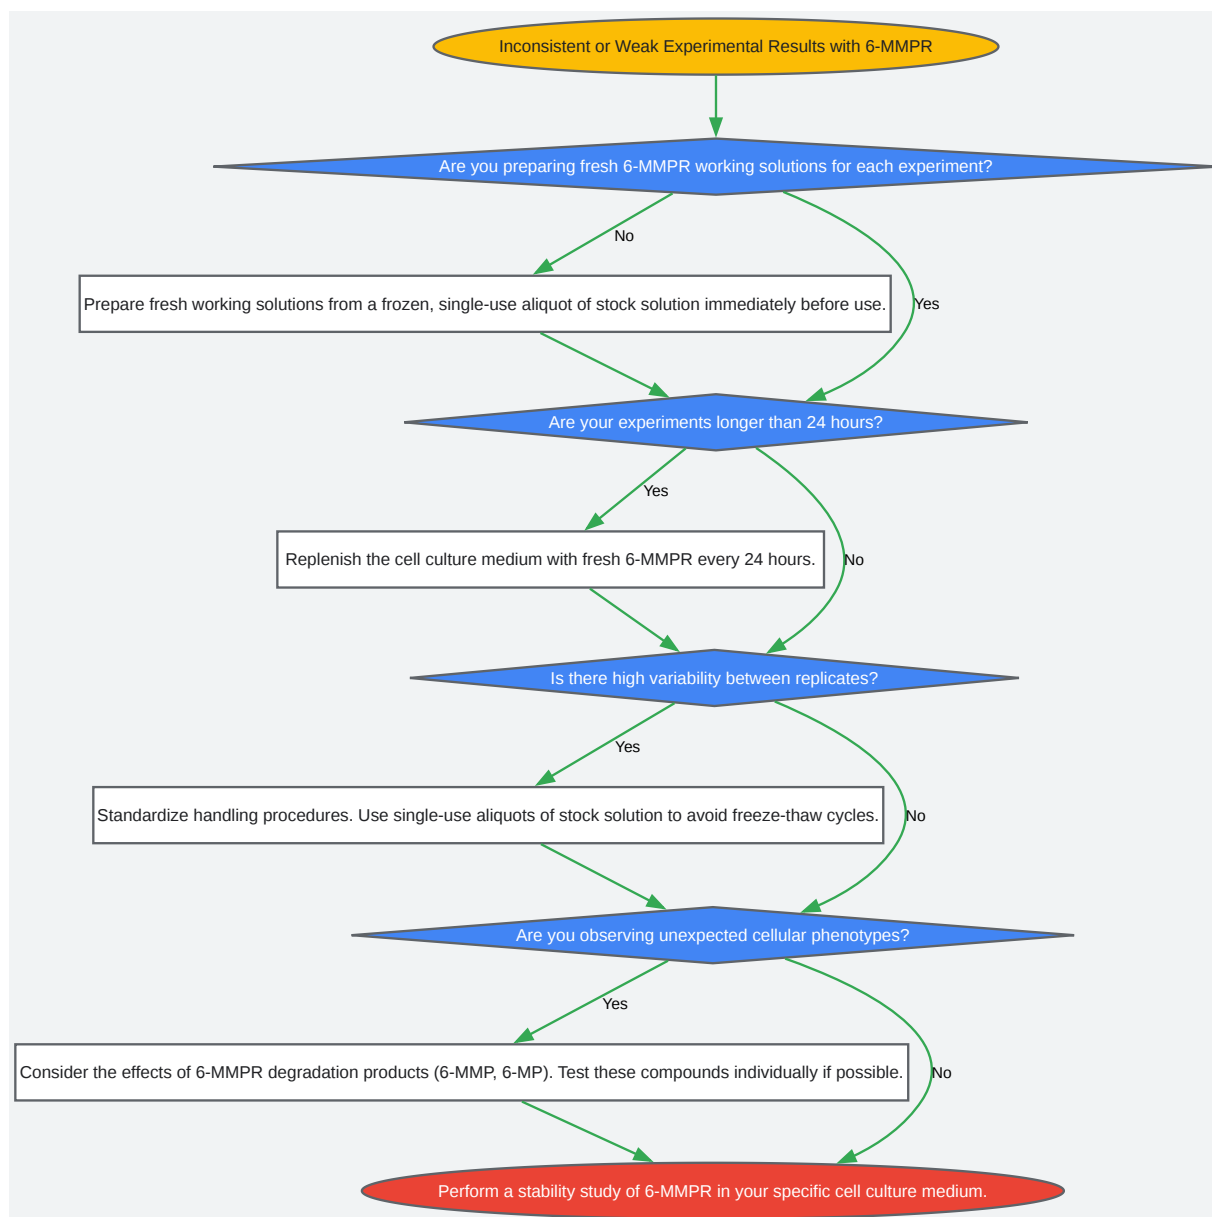 Inconsistent or Weak Experimental Results with 6-MMPR
Are you preparing fresh 6-MMPR working solutions for each experiment?
No
Prepare fresh working solutions from a frozen, single-use aliquot of stock solution immediately before use.
Yes
Are your experiments longer than 24 hours?
Yes
Replenish the cell culture medium with fresh 6-MMPR every 24 hours.
No
Is there high variability between replicates?
Yes
Standardize handling procedures. Use single-use aliquots of stock solution to avoid freeze-thaw cycles.
No
Are you observing unexpected cellular phenotypes?
Yes
Consider the effects of 6-MMPR degradation products (6-MMP, 6-MP). Test these compounds individually if possible.
No
Perform a stability study of 6-MMPR in your specific cell culture medium.